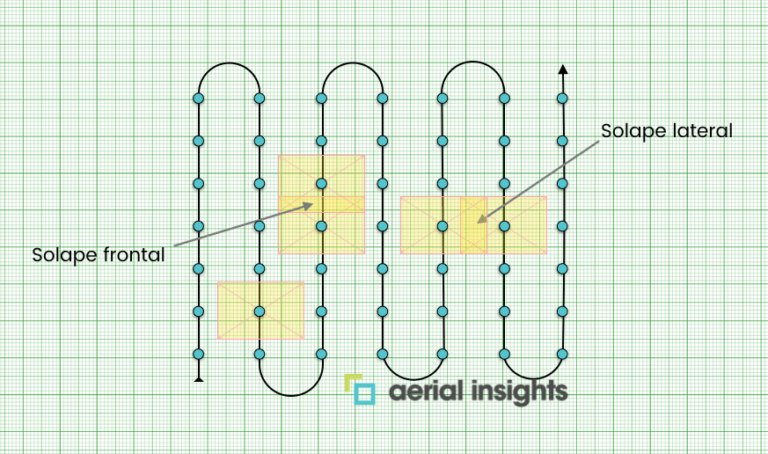 Solape lateral
Solape frontal
aerial insights